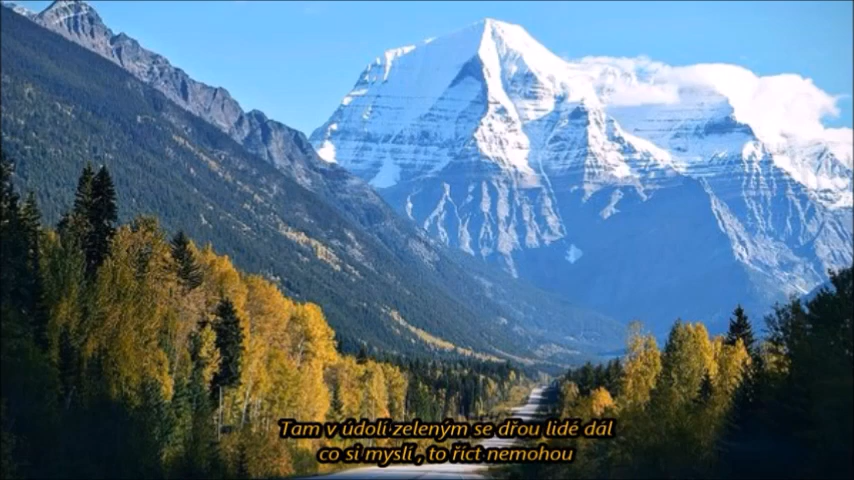 Tam v údolí zeleným se dřou lidé dál
co si myslí , to říct nemohou